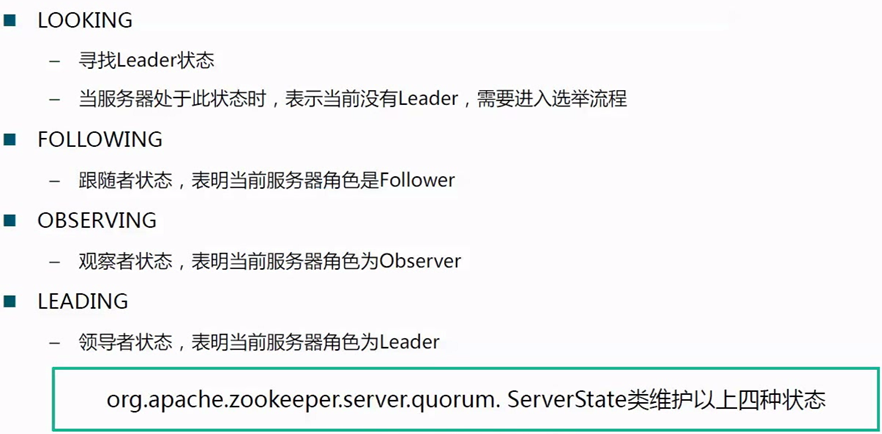 LOOKING
– 寻找Leader状态
– 当服务器处于此状态时，表示当前没有Leader，需要进入选举流程
FOLLOWING
– 跟随者状态，表明当前服务器角色是Follower
OBSERVING
– 观察者状态，表明当前服务器角色为Observer
LEADING
– 领导者状态，表明当前服务器角色为Leader
org.apache.zookeeper.server.quorum. ServerState类维护以上四种状态